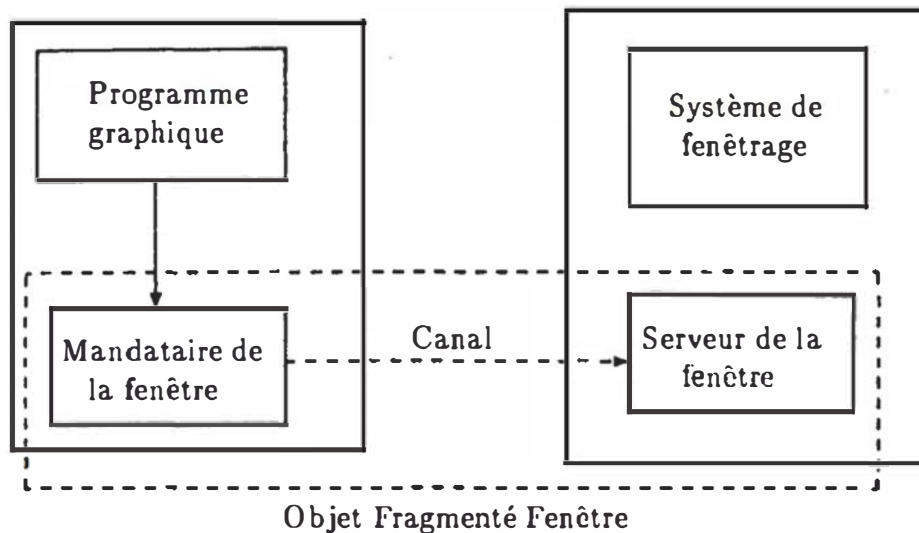 Programme
graphique
Système de
fenêtrage
Mandataire de
la fenêtre
Canal
Serveur de la
fenêtre
Objet Fragmenté Fenêtre